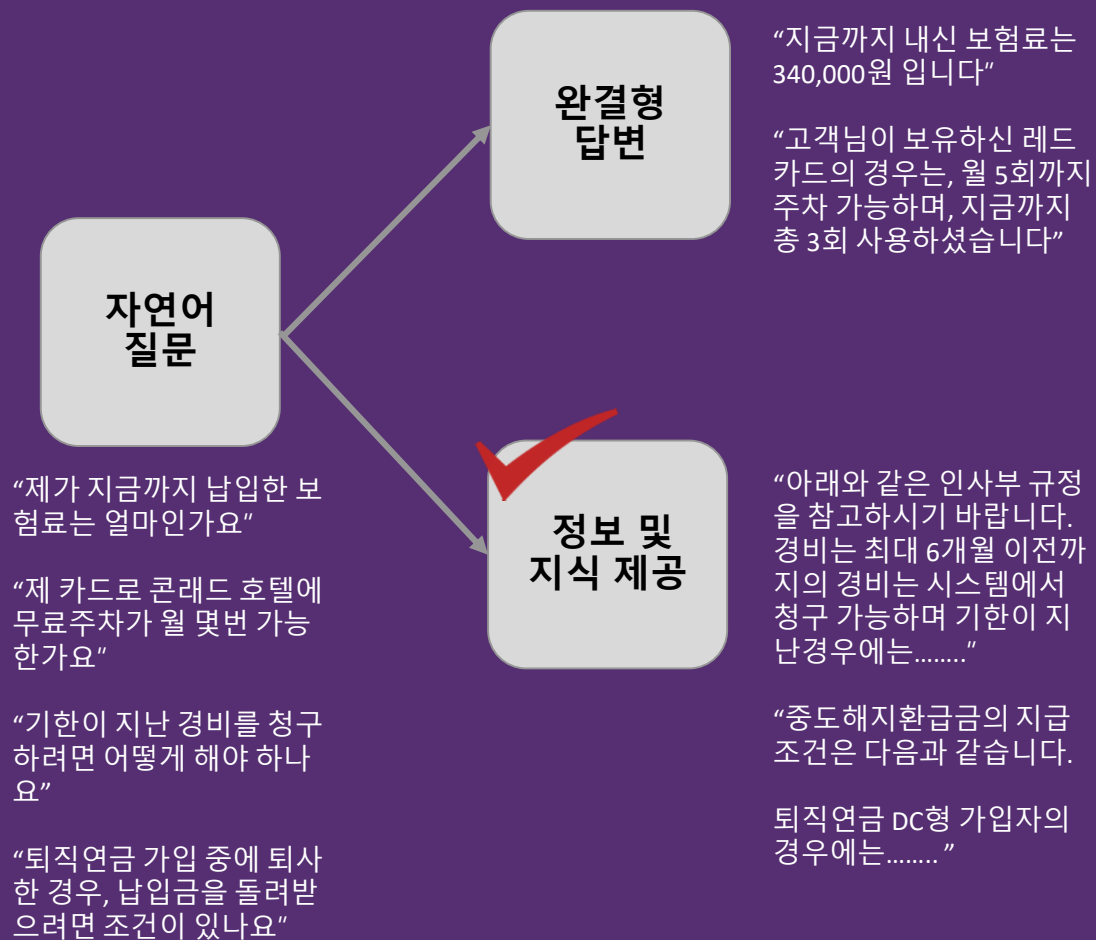 자연어
질문
“제가 지금까지 납입한 보
험료는 얼마인가요”
“제 카드로 콘래드 호텔에
무료주차가 월 몇번 가능
한가요”
“기한이 지난 경비를 청구
하려면 어떻게 해야 하나
요”
“퇴직연금 가입 중에 퇴사
한 경우, 납입금을 돌려받
으려면 조건이 있나요”
완결형
답변
“지금까지 내신 보험료는
340,000원 입니다”
“고객님이 보유하신 레드
카드의 경우는, 월 5회까지
주차 가능하며, 지금까지
총 3회 사용하셨습니다”
정보 및
지식 제공
“아래와 같은 인사부 규정
을 참고하시기 바랍니다.
경비는 최대 6개월 이전까
지의 경비는 시스템에서
청구 가능하며 기한이 지
난경우에는........”
“중도해지환급금의 지급
조건은 다음과 같습니다.
퇴직연금 DC형 가입자의
경우에는........ ”